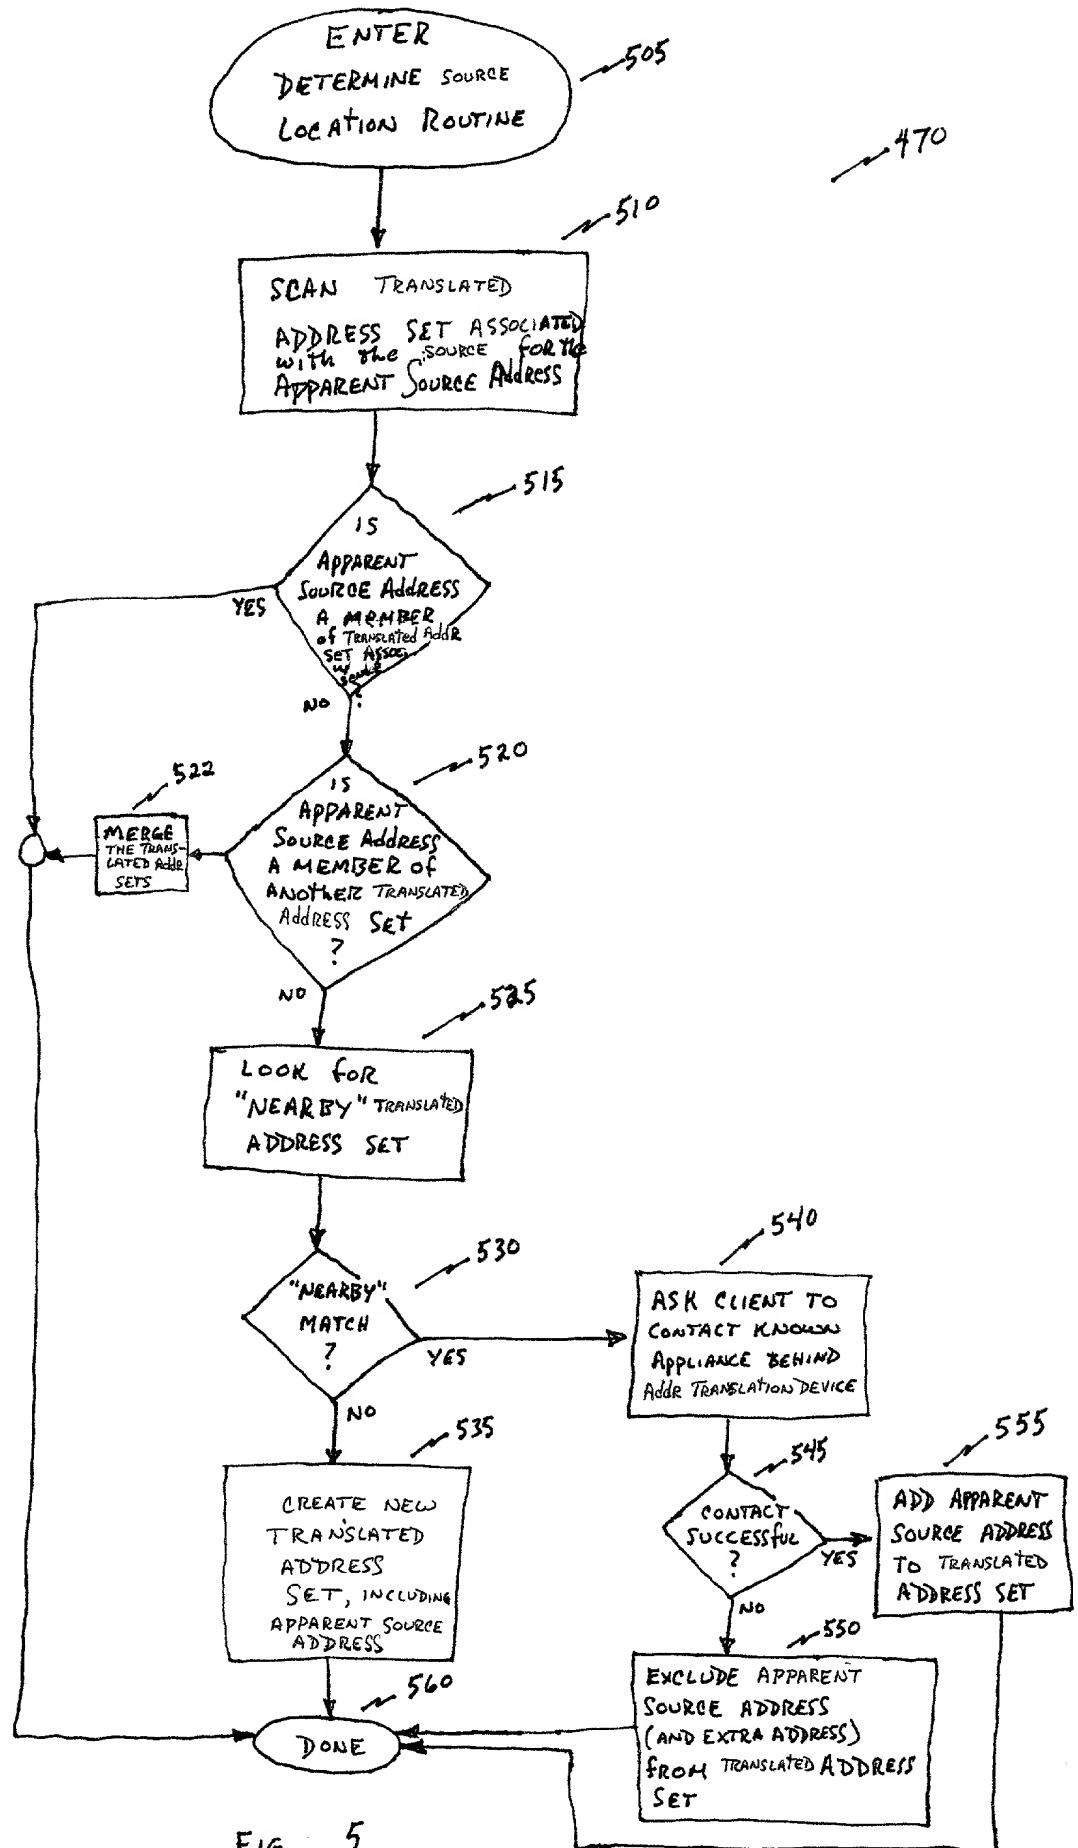 ENTER
DETERMINE SOURCE
LOCATION ROUTINE
505
470
510
SCAN TRANSLATED
ADDRESS SET ASSOCIATED
with the SOURCE FOR the
APPARENT SOURCE Address
515
IS
APPARENT
SOURCE Address
A MEMBER
of TRANSLATED Addr
SET ASSOC.
w/
source
?
YES
NO
520
IS
APPARENT
SOURCE Address
A MEMBER of
ANOTHER TRANSLATED
Address SET
?
522
MERGE
THE TRANS-
LATED Addr
SETS
NO
525
LOOK for
"NEARBY" TRANSLATED
ADDRESS SET
530
"NEARBY"
MATCH
?
YES
NO
540
ASK CLIENT TO
CONTACT KNOWN
APPLIANCE BEHIND
Addr TRANSLATION DEVICE
535
CREATE NEW
TRANSLATED
ADDRESS
SET, INCLUDING
APPARENT SOURCE
ADDRESS
545
CONTACT
SUCCESSFUL
?
YES
NO
555
ADD APPARENT
SOURCE ADDRESS
TO TRANSLATED
ADDRESS SET
550
EXCLUDE APPARENT
SOURCE ADDRESS
(AND EXTRA ADDRESS)
from TRANSLATED ADDRESS
SET
560
DONE
FIG. 5